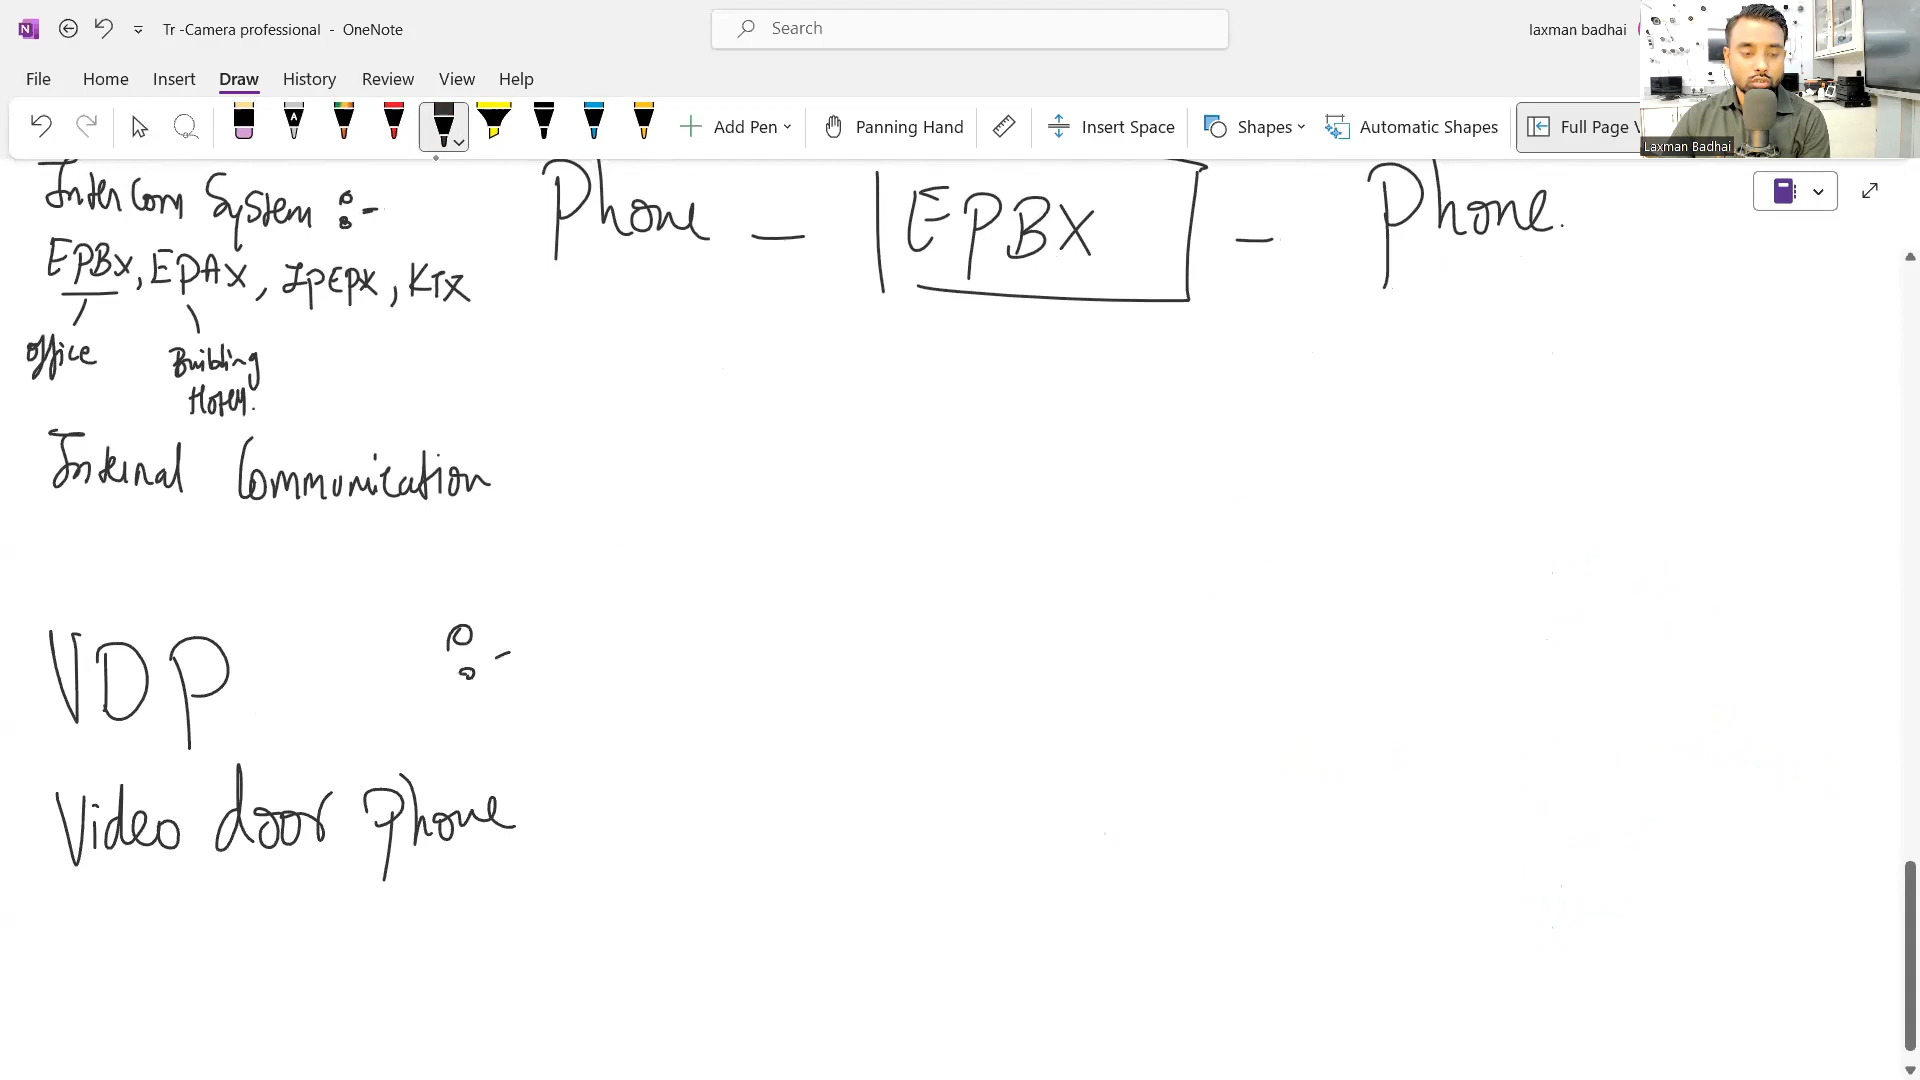 Tr -Camera professional - OneNote
Search
laxman badhai
File Home Insert Draw History Review View Help
Add Pen Panning Hand Insert Space Shapes Automatic Shapes Full Page V
Laxman Badhai
Intercom System :-
EPBX, EPAX, IPEPX, KTX
Office
Building
Hotel.
Internal Communication
Phone - EPBX - Phone.
VDP :-
Video door Phone